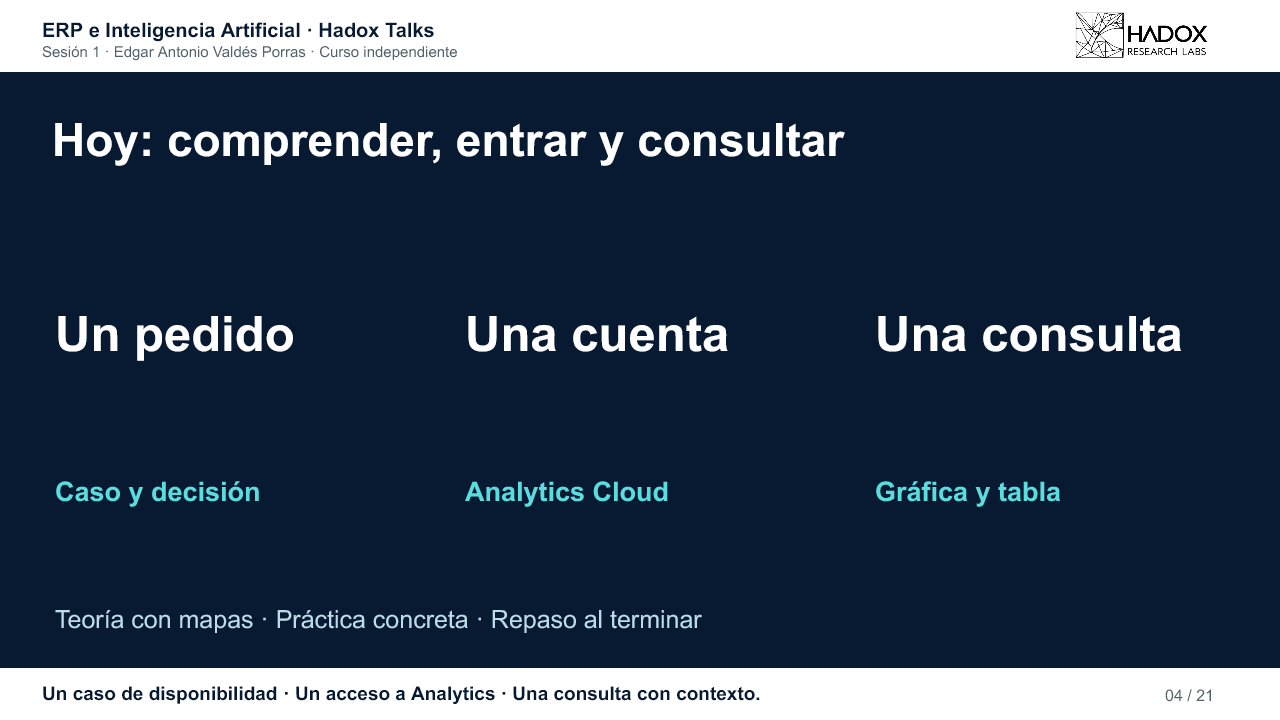 ERP e Inteligencia Artificial · Hadox Talks
Sesión 1 · Edgar Antonio Valdés Porras · Curso independiente
HADOX
RESEARCH LABS
Hoy: comprender, entrar y consultar
Un pedido
Una cuenta
Una consulta
Caso y decisión
Analytics Cloud
Gráfica y tabla
Teoría con mapas · Práctica concreta · Repaso al terminar
Un caso de disponibilidad · Un acceso a Analytics · Una consulta con contexto.
04 / 21